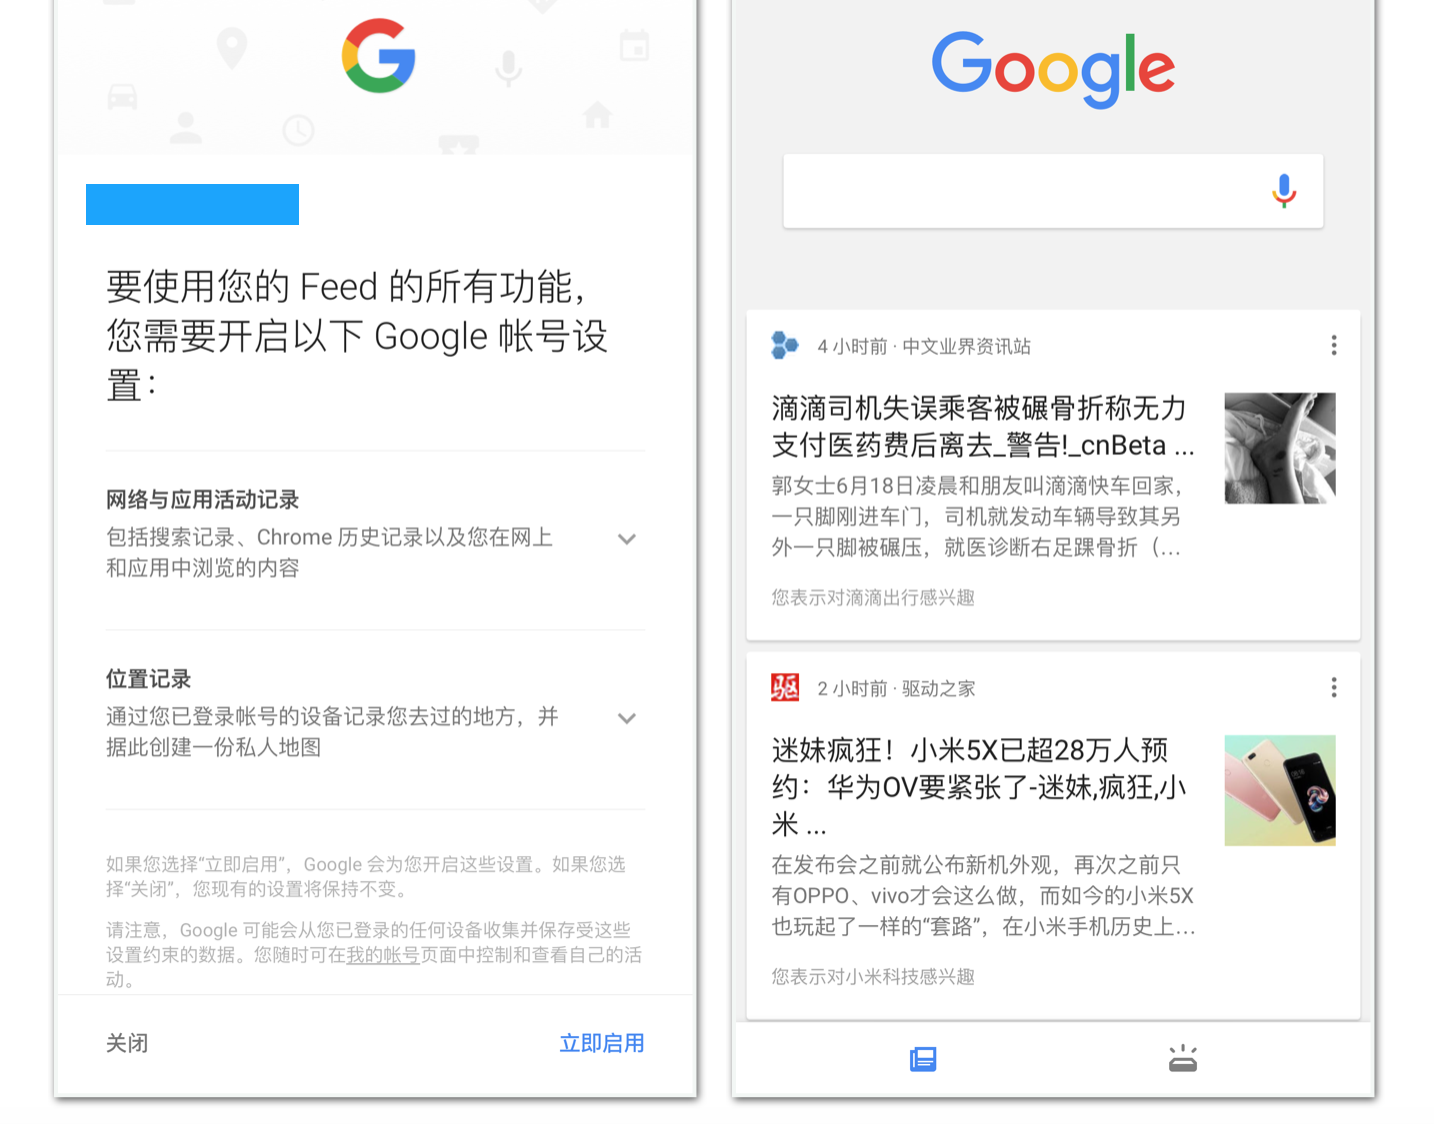 要使用您的 Feed 的所有功能，
您需要开启以下 Google 帐号设
置：
网络与应用活动记录
包括搜索记录、Chrome 历史记录以及您在网上
和应用中浏览的内容
位置记录
通过您已登录帐号的设备记录您去过的地方，并
据此创建一份私人地图
如果您选择“立即启用”，Google 会为您开启这些设置。如果您选
择“关闭”，您现有的设置将保持不变。
请注意，Google 可能会从您已登录的任何设备收集并保存受这些
设置约束的数据。您随时可在我的帐号页面中控制和查看自己的活
动。
关闭
立即启用
Google
4 小时前 · 中文业界资讯站
滴滴司机失误乘客被碾骨折称无力
支付医药费后离去_警告!_cnBeta ...
郭女士6月18日凌晨和朋友叫滴滴快车回家，
一只脚刚进车门，司机就发动车辆导致其另
外一只脚被碾压，就医诊断右足踝骨折（...
您表示对滴滴出行感兴趣
驱
2 小时前 · 驱动之家
迷妹疯狂！小米5X已超28万人预
约：华为OV要紧张了-迷妹,疯狂,小
米 ...
在发布会之前就公布新机外观，再次之前只
有OPPO、vivo才会这么做，而如今的小米5X
也玩起了一样的“套路”，在小米手机历史上...
您表示对小米科技感兴趣